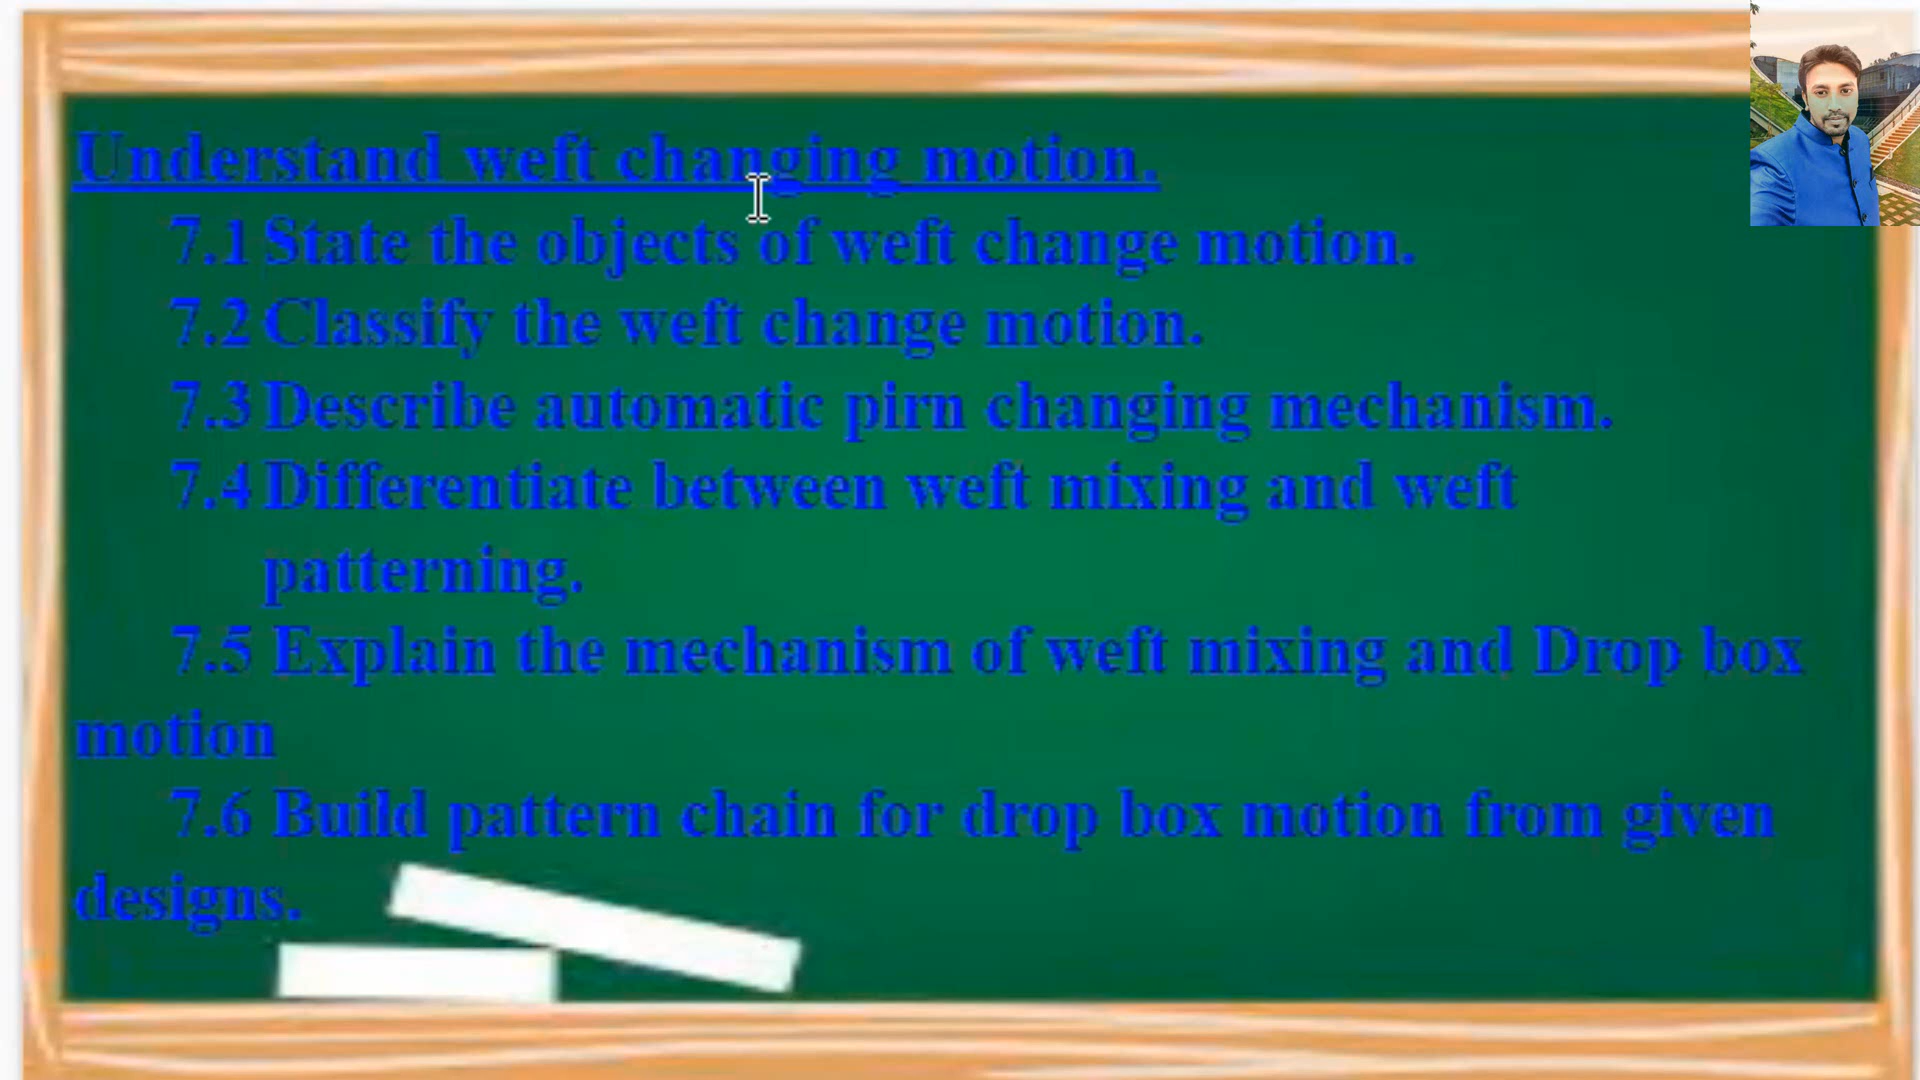 Understand weft changing motion.
7.1 State the objects of weft change motion.
7.2 Classify the weft change motion.
7.3 Describe automatic pirn changing mechanism.
7.4 Differentiate between weft mixing and weft
patterning.
7.5 Explain the mechanism of weft mixing and Drop box
motion
7.6 Build pattern chain for drop box motion from given
designs.